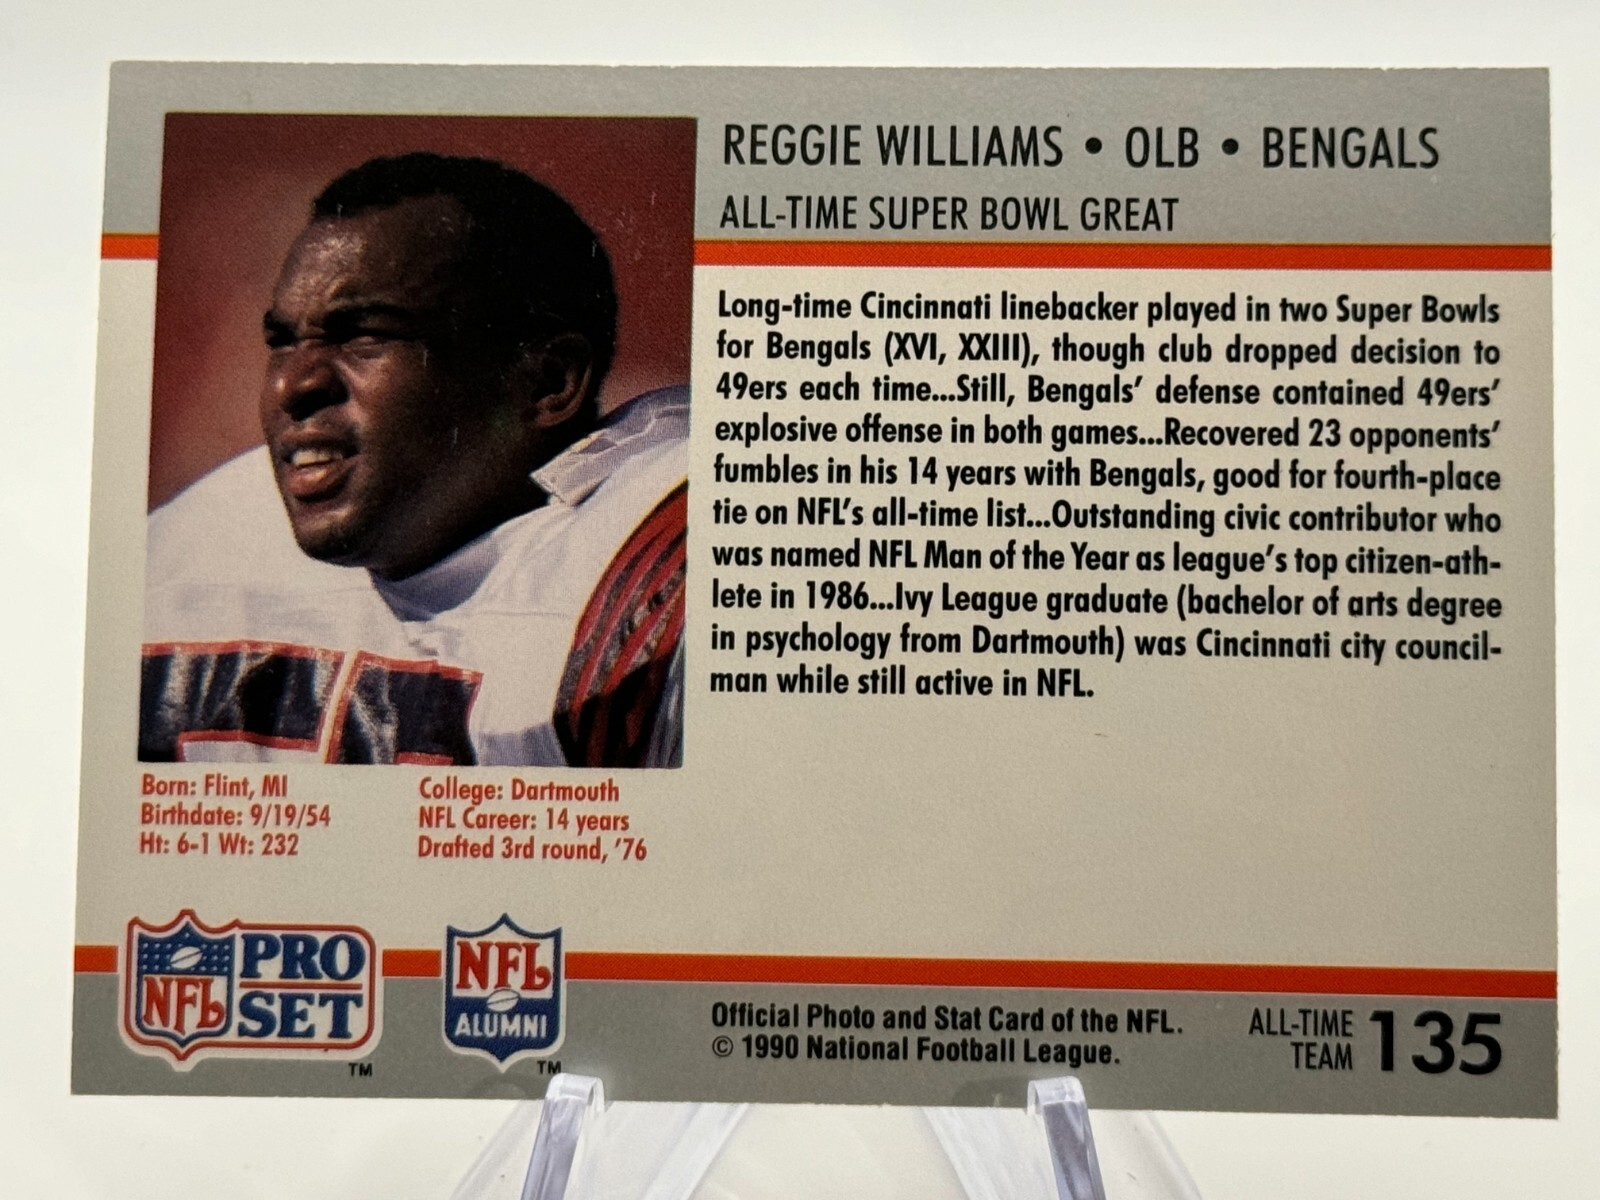 REGGIE WILLIAMS • OLB • BENGALS
ALL-TIME SUPER BOWL GREAT
Long-time Cincinnati linebacker played in two Super Bowls
for Bengals (XVI, XXIII), though club dropped decision to
49ers each time...Still, Bengals' defense contained 49ers'
explosive offense in both games...Recovered 23 opponents'
fumbles in his 14 years with Bengals, good for fourth-place
tie on NFL's all-time list...Outstanding civic contributor who
was named NFL Man of the Year as league's top citizen-ath-
lete in 1986...Ivy League graduate (bachelor of arts degree
in psychology from Dartmouth) was Cincinnati city council-
man while still active in NFL.
Born: Flint, MI
Birthdate: 9/19/54
Ht: 6-1 Wt: 232
College: Dartmouth
NFL Career: 14 years
Drafted 3rd round, '76
NFL
PRO
SET
TM
NFL
ALUMNI
TM
Official Photo and Stat Card of the NFL.
© 1990 National Football League.
ALL-TIME
TEAM
135